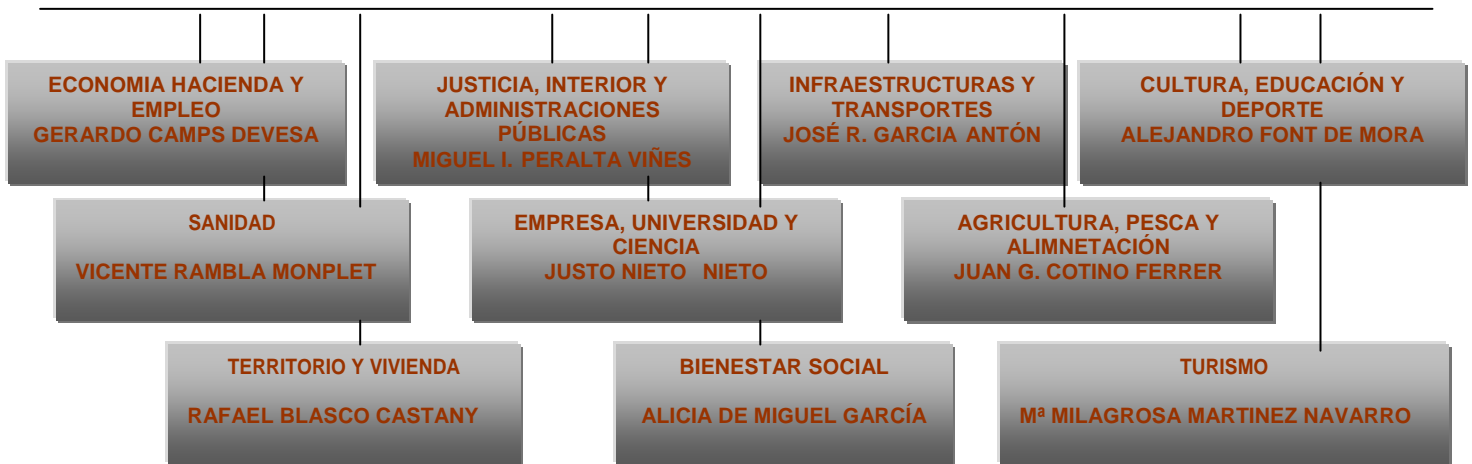 ECONOMIA HACIENDA Y
EMPLEO
GERARDO CAMPS DEVESA
JUSTICIA, INTERIOR Y
ADMINISTRACIONES
PÚBLICAS
MIGUEL I. PERALTA VIÑES
INFRAESTRUCTURAS Y
TRANSPORTES
JOSÉ R. GARCIA ANTÓN
CULTURA, EDUCACIÓN Y
DEPORTE
ALEJANDRO FONT DE MORA
SANIDAD
VICENTE RAMBLA MONPLET
EMPRESA, UNIVERSIDAD Y
CIENCIA
JUSTO NIETO NIETO
AGRICULTURA, PESCA Y
ALIMNETACIÓN
JUAN G. COTINO FERRER
TERRITORIO Y VIVIENDA
RAFAEL BLASCO CASTANY
BIENESTAR SOCIAL
ALICIA DE MIGUEL GARCÍA
TURISMO
Mª MILAGROSA MARTINEZ NAVARRO